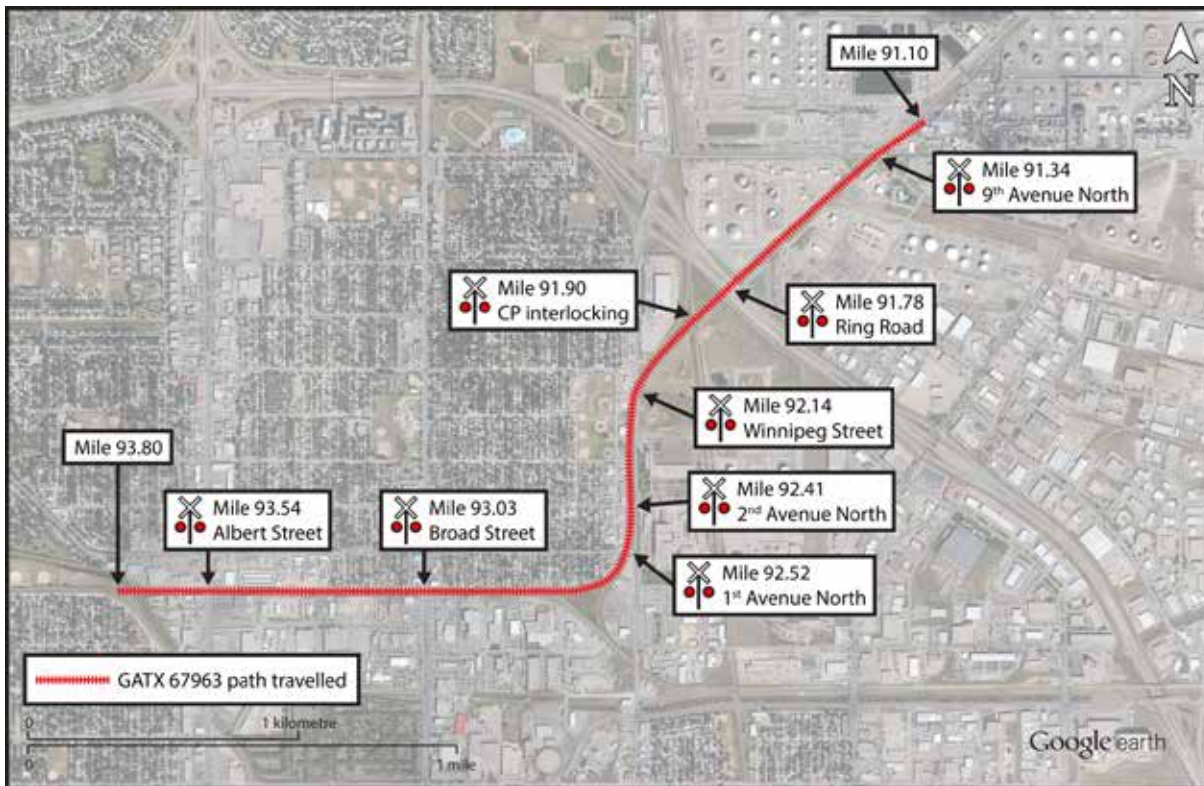 Mile 91.10
N
Mile 91.34
9th Avenue North
Mile 91.90
CP interlocking
Mile 91.78
Ring Road
Mile 92.14
Winnipeg Street
Mile 93.80
Mile 93.54
Albert Street
Mile 93.03
Broad Street
Mile 92.41
2nd Avenue North
Mile 92.52
1st Avenue North
GATX 67963 path travelled
0
1 kilometre
0
1 mile
Google earth